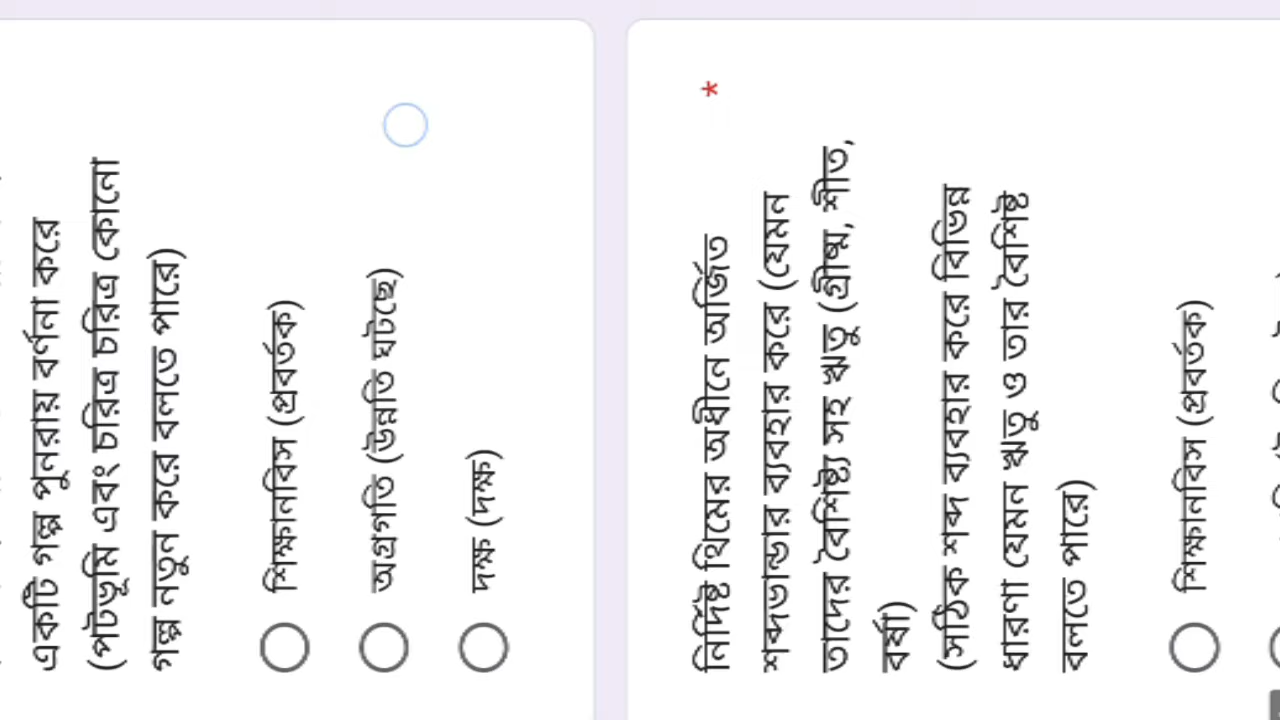 একটি গল্প পুনরায় বর্ণনা করে
(পটভূমি এবং চরিত্র চরিত্র কোনো
গল্প নতুন করে বলতে পারে)
শিক্ষানবিস (প্রবর্তক)
অগ্রগতি (উন্নতি ঘটছে)
দক্ষ (দক্ষ)
নির্দিষ্ট থিমের অধীনে অর্জিত *
শব্দভান্ডার ব্যবহার করে (যেমন
তাদের বৈশিষ্ট্য সহ ঋতু (গ্রীষ্ম, শীত,
বর্ষা)
(সঠিক শব্দ ব্যবহার করে বিভিন্ন
ধারণা যেমন ঋতু ও তার বৈশিষ্ট
বলতে পারে)
শিক্ষানবিস (প্রবর্তক)